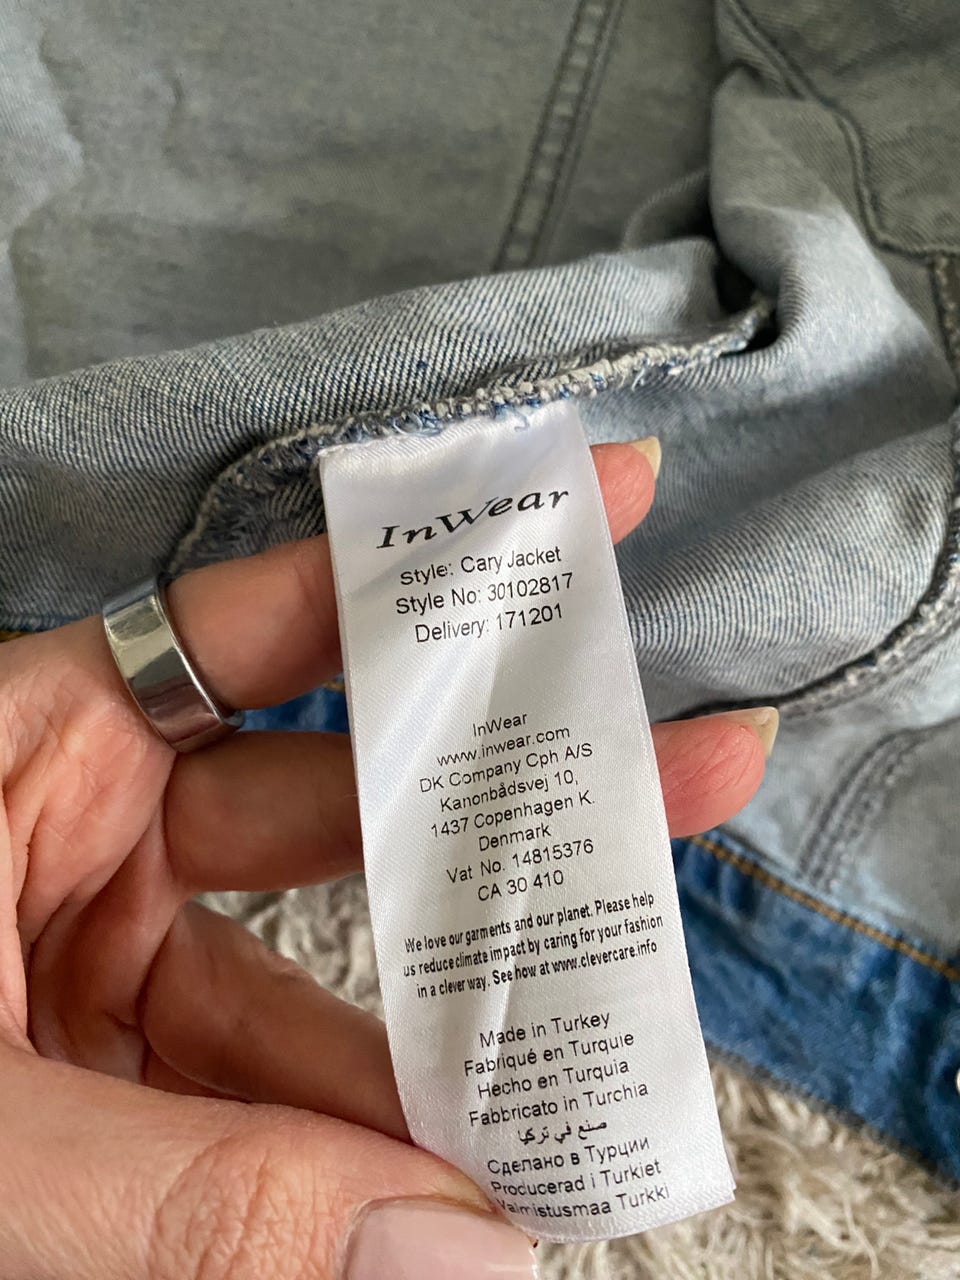 InWear
Style: Cary Jacket
Style No: 30102817
Delivery: 171201
InWear
www.inwear.com
DK Company Cph A/S
Kanonbådsvej 10,
1437 Copenhagen K.
Denmark
Vat No. 14815376
CA 30 410
We love our garments and our planet. Please help
us reduce climate impact by caring for your fashion
in a clever way. See how at www.clevercare.info
Made in Turkey
Fabriqué en Turquie
Hecho en Turquia
Fabbricato in Turchia
صنع في تركيا
Сделано в Турции
Producerad i Turkiet
Valmistusmaa Turkki